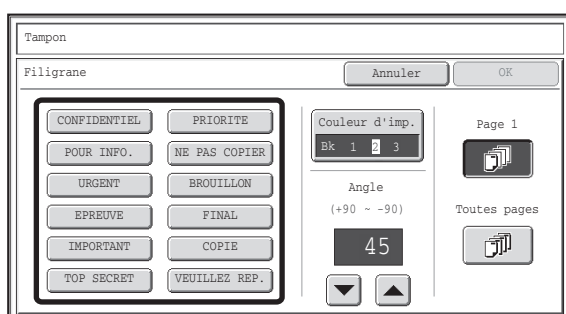 Tampon
Filigrane
Annuler
OK
CONFIDENTIEL
PRIORITE
POUR INFO.
NE PAS COPIER
URGENT
BROUILLON
EPREUVE
FINAL
IMPORTANT
COPIE
TOP SECRET
VEUILLEZ REP.
Couleur d'imp.
Bk 1 2 3
Angle
(+90 ~ -90)
45
Page 1
Toutes pages